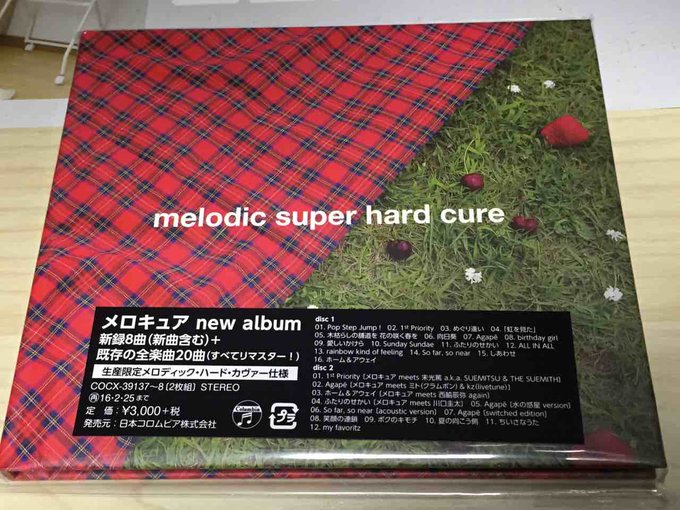 melodic super hard cure
メロキュア new album
新録8曲(新曲含む)+
既存の全楽曲20曲(すべてリマスター!)
生産限定メロディック・ハード・カヴァー仕様
COCX-39137~8[2枚組] STEREO
再16・2・25まで
定 価:¥3,000+税
発売元:日本コロムビア株式会社
Columbia
プラ
disc 1
01. Pop Step Jump! 02. 1st Priority 03. めぐり逢い 04. 「虹を見た」
05. 木枯らしの舗道を 花の咲く春を 06. 向日葵 07. Agapē 08. birthday girl
09. 愛しいかけら 10. Sunday Sundae 11. ふたりのせかい 12. ALL IN ALL
13. rainbow kind of feeling 14. So far, so near 15. しあわせ
16. ホーム&アウェイ
disc 2
01. 1st Priority [メロキュア meets 末光篤 a.k.a. SUEMITSU & THE SUEMITH]
02. Agapē [メロキュア meets ミト(クラムボン) & kz(livetune)]
03. ホーム&アウェイ [メロキュア meets 西脇辰弥 again]
04. ふたりのせかい [メロキュア meets 川口圭太] 05. Agapē [水の惑星 version]
06. So far, so near [acoustic version] 07. Agapē [switched edition]
08. 笑顔の連鎖 09. ボクのキモチ 10. 夏の向こう側 11. ちいさなうた
12. my favoritz